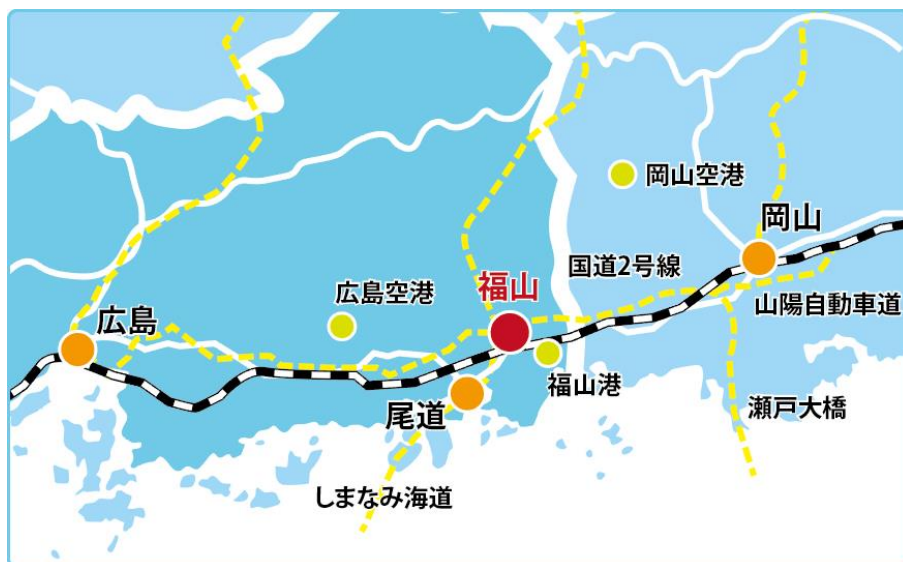 岡山空港
岡山
国道2号線
広島空港
福山
山陽自動車道
広島
福山港
尾道
瀬戸大橋
しまなみ海道